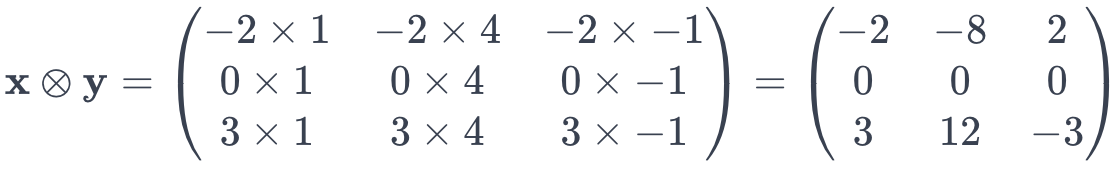 x ⊗ y = ( −2 × 1   −2 × 4   −2 × −1 ) = ( −2   −8   2 )
( 0 × 1   0 × 4   0 × −1 ) ( 0   0   0 )
( 3 × 1   3 × 4   3 × −1 ) ( 3   12   −3 )